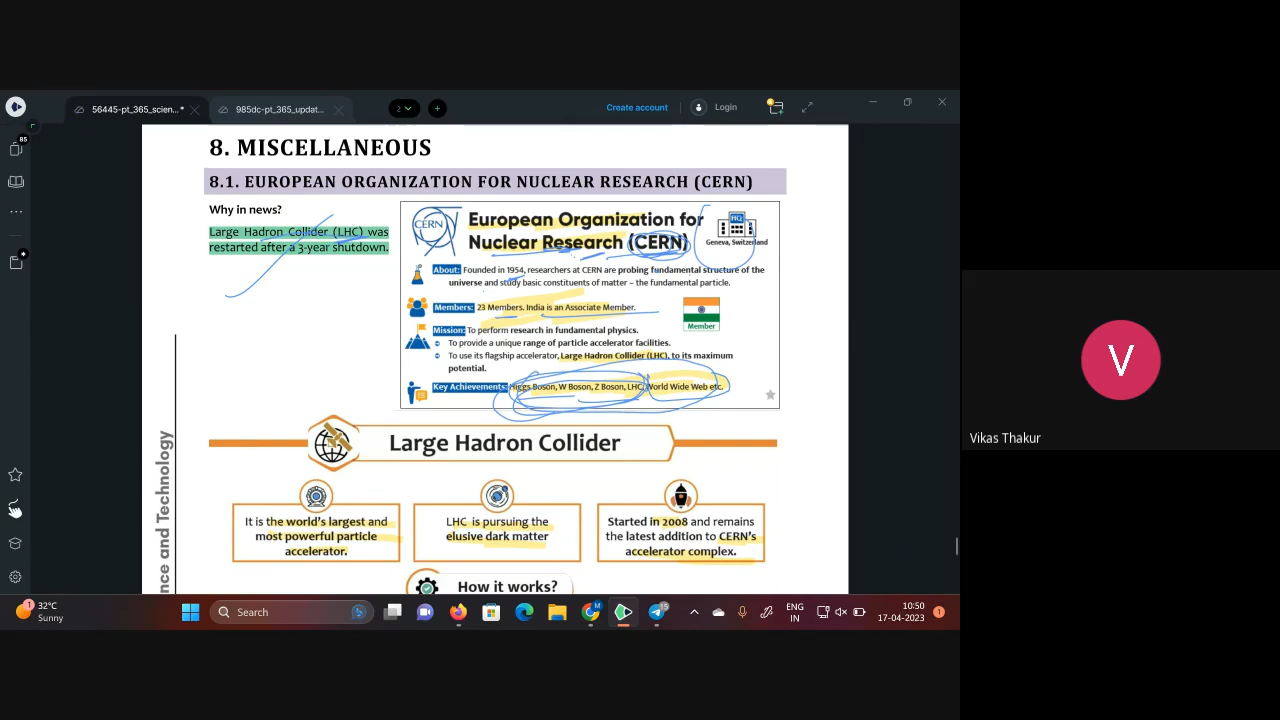 56445-pt_365_scien...*
985dc-pt_365_updat...
2
Create account
Login
85
8. MISCELLANEOUS
8.1. EUROPEAN ORGANIZATION FOR NUCLEAR RESEARCH (CERN)
Why in news?
Large Hadron Collider (LHC) was
restarted after a 3-year shutdown.
CERN
European Organization for
Nuclear Research (CERN)
HQ
Geneva, Switzerland
About: Founded in 1954, researchers at CERN are probing fundamental structure of the
universe and study basic constituents of matter – the fundamental particle.
Members: 23 Members. India is an Associate Member.
Member
Mission: To perform research in fundamental physics.
To provide a unique range of particle accelerator facilities.
To use its flagship accelerator, Large Hadron Collider (LHC), to its maximum
potential.
Key Achievements: Higgs Boson, W Boson, Z Boson, LHC, World Wide Web etc.
Large Hadron Collider
It is the world's largest and
most powerful particle
accelerator.
LHC is pursuing the
elusive dark matter
Started in 2008 and remains
the latest addition to CERN's
accelerator complex.
How it works?
nce and Technology
V
Vikas Thakur
1
32°C
Sunny
Search
M
15
ENG
IN
10:50
17-04-2023
1